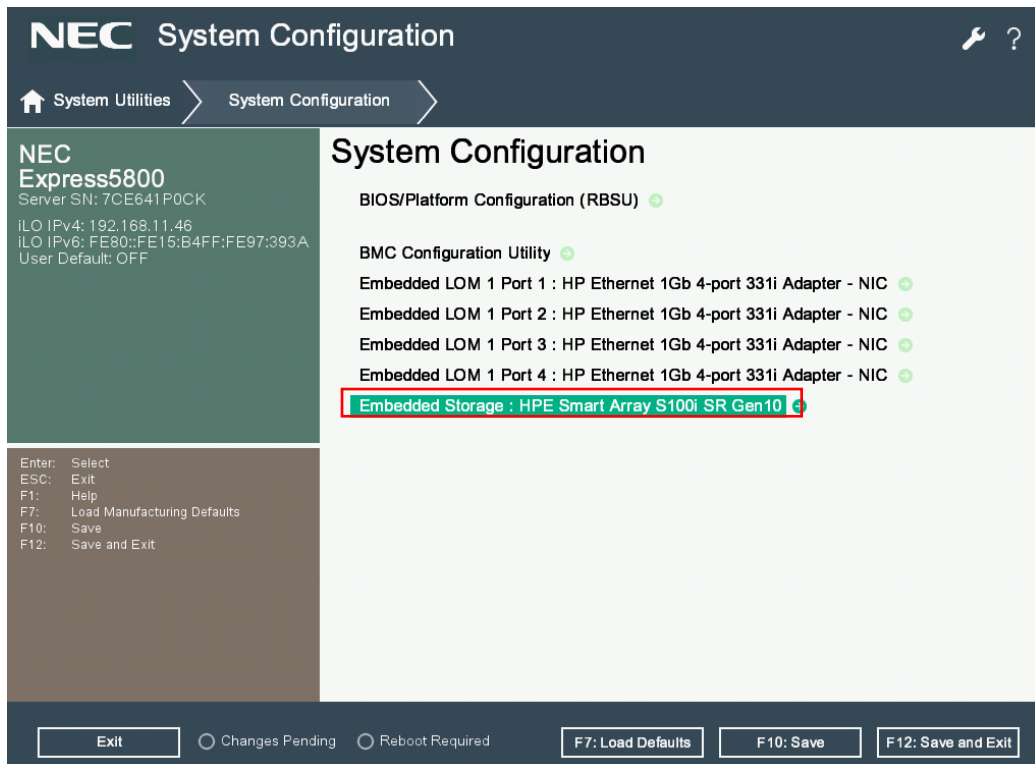 NEC System Configuration
?
System Utilities
System Configuration
NEC
Express5800
Server SN: 7CE641P0CK
iLO IPv4: 192.168.11.46
iLO IPv6: FE80::FE15:B4FF:FE97:393A
User Default: OFF
Enter: Select
ESC: Exit
F1: Help
F7: Load Manufacturing Defaults
F10: Save
F12: Save and Exit
System Configuration
BIOS/Platform Configuration (RBSU)
BMC Configuration Utility
Embedded LOM 1 Port 1 : HP Ethernet 1Gb 4-port 331i Adapter - NIC
Embedded LOM 1 Port 2 : HP Ethernet 1Gb 4-port 331i Adapter - NIC
Embedded LOM 1 Port 3 : HP Ethernet 1Gb 4-port 331i Adapter - NIC
Embedded LOM 1 Port 4 : HP Ethernet 1Gb 4-port 331i Adapter - NIC
Embedded Storage : HPE Smart Array S100i SR Gen10
Exit
Changes Pending
Reboot Required
F7: Load Defaults
F10: Save
F12: Save and Exit